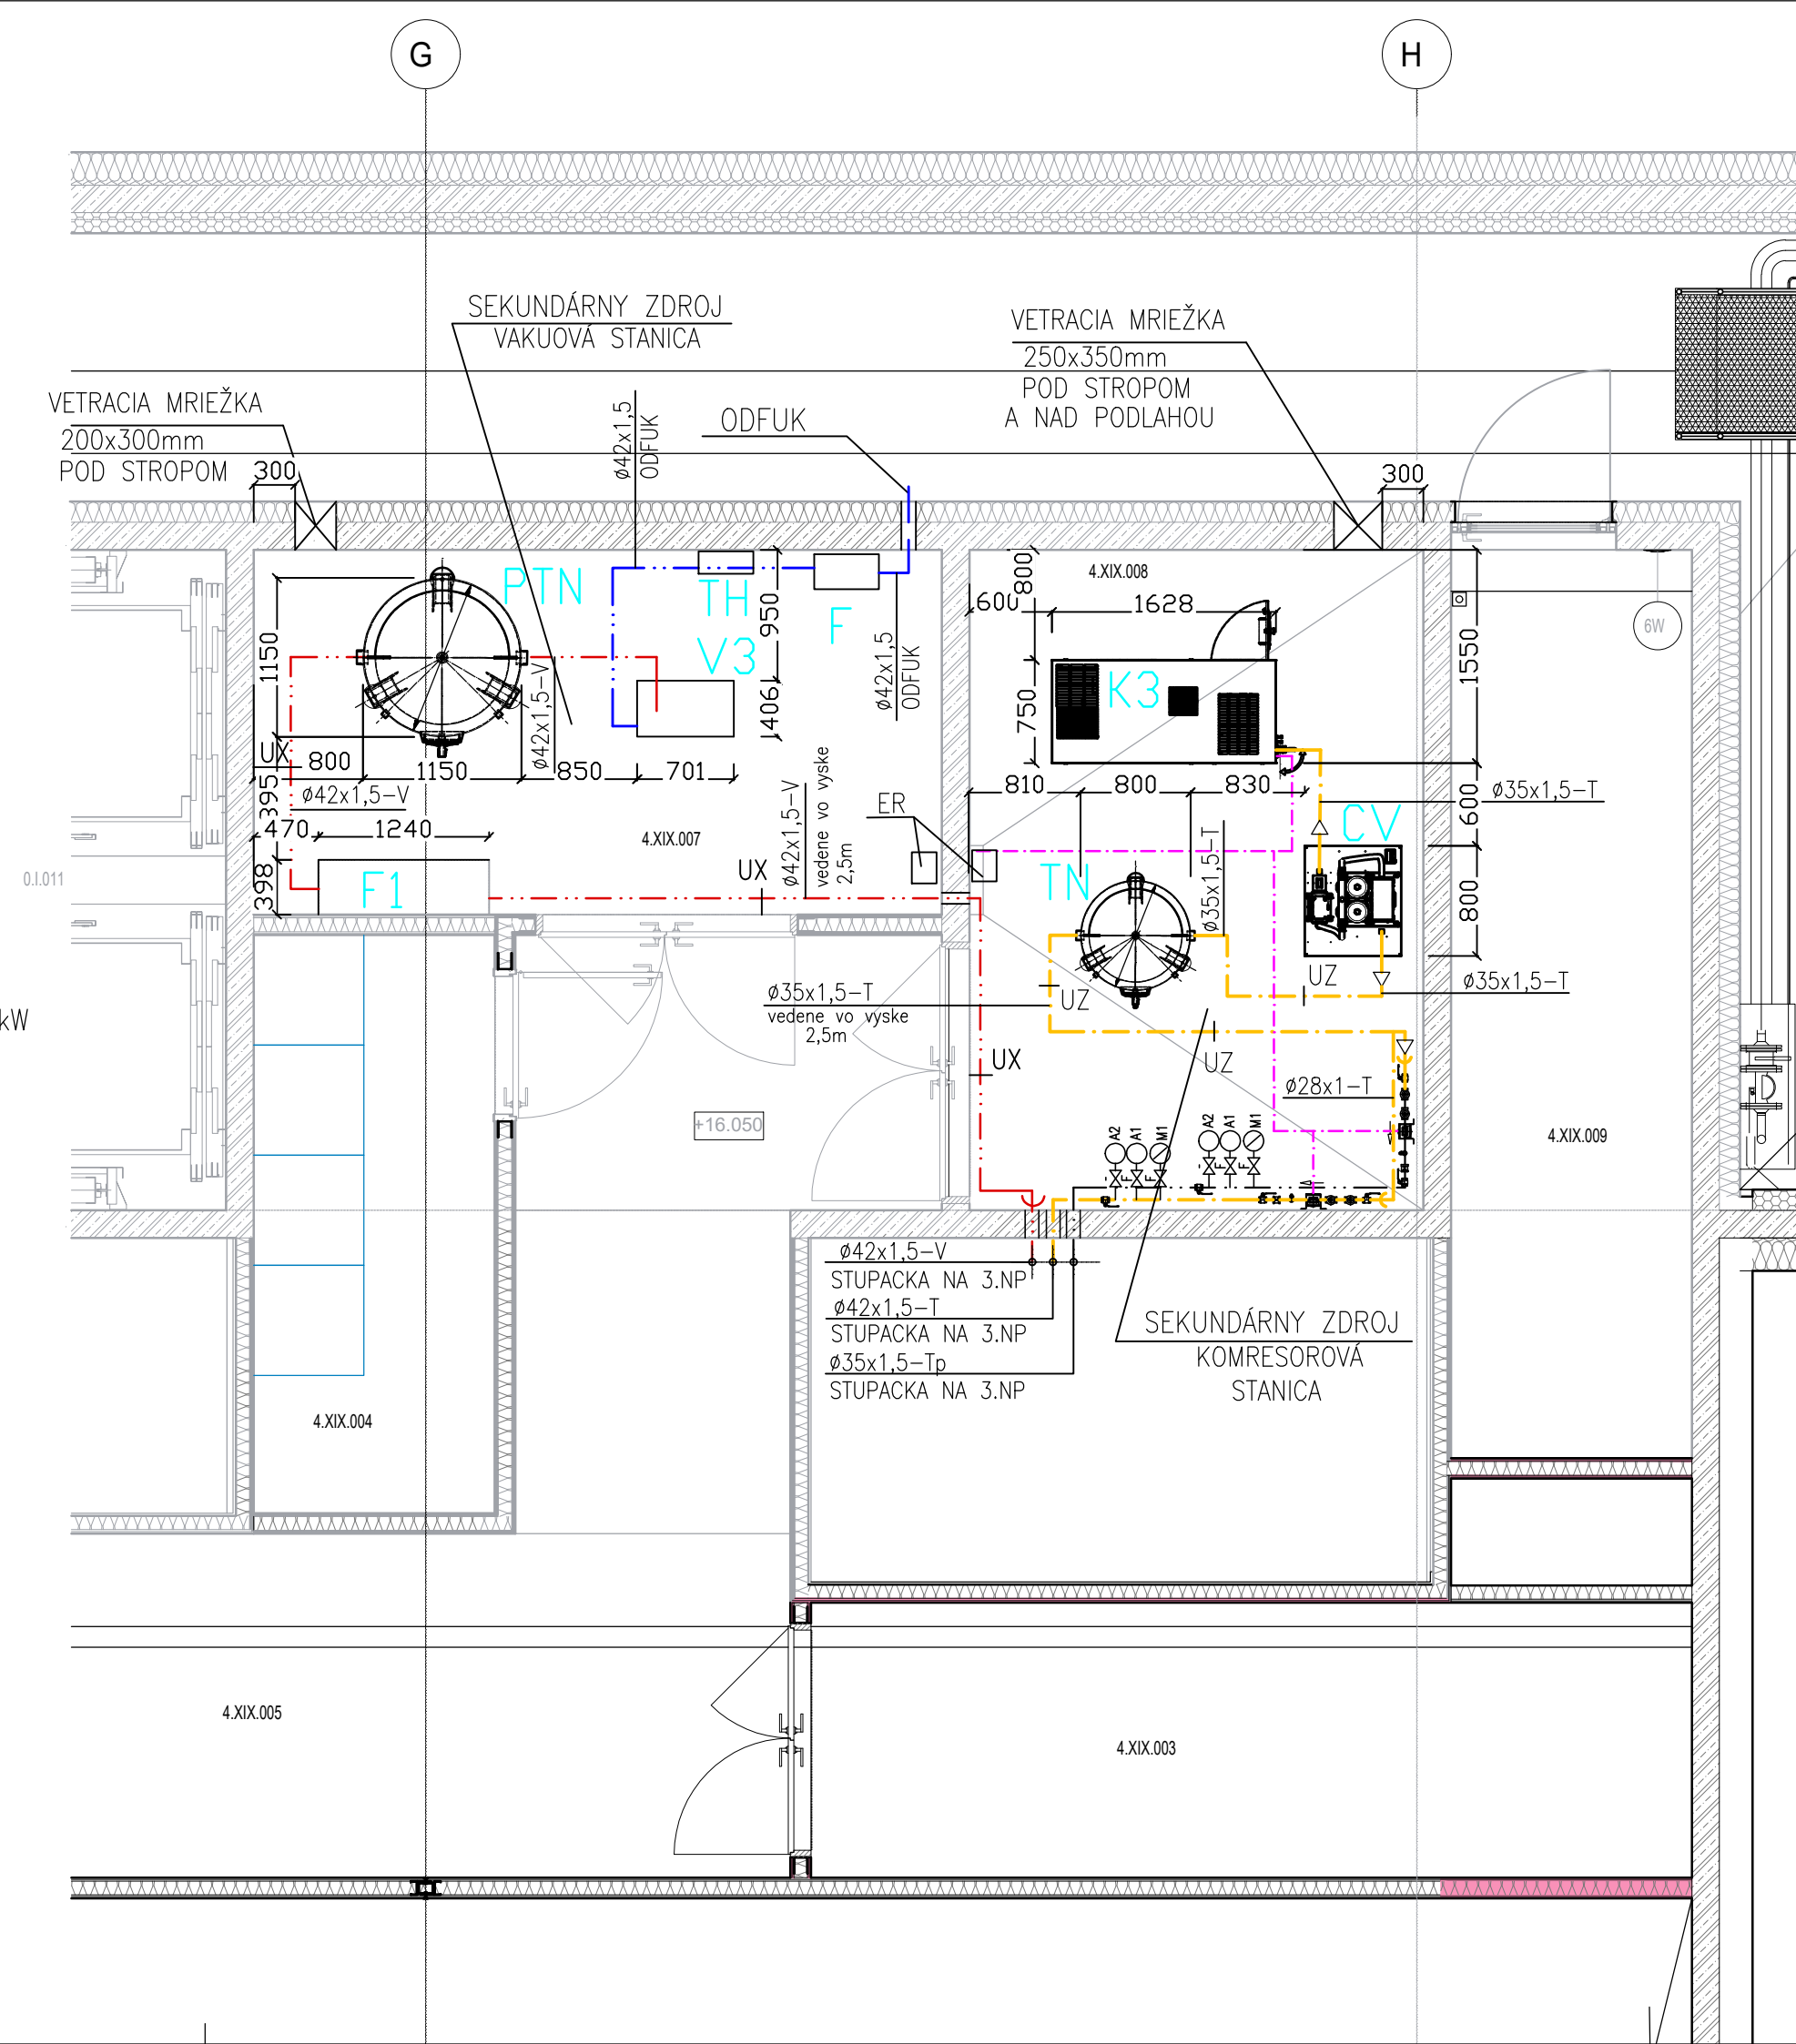 G
H
SEKUNDÁRNY ZDROJ
VAKUOVÁ STANICA
VETRACIA MRIEŽKA
250x350mm
POD STROPOM
A NAD PODLAHOU
VETRACIA MRIEŽKA
200x300mm
POD STROPOM
300
ø42x1,5
ODFUK
ODFUK
300
PTN
TH
V3
F
950
406
1150
ø42x1,5
ODFUK
ø42x1,5-V
UX
800
1150
850
701
395
ø42x1,5-V
470
1240
398
F1
4.XIX.007
UX
ø42x1,5-V
vedene vo vyske
2,5m
ER
4.XIX.008
800
600
1628
K3
750
1550
6W
810
800
830
600
ø35x1,5-T
CV
TN
ø35x1,5-T
800
UZ
ø35x1,5-T
ø35x1,5-T
vedene vo vyske
2,5m
UZ
UZ
UX
ø28x1-T
0.I.011
kW
+16.050
A2
A1
M1
F
F
A2
A1
M1
F
F
4.XIX.009
ø42x1,5-V
STUPACKA NA 3.NP
ø42x1,5-T
STUPACKA NA 3.NP
ø35x1,5-Tp
STUPACKA NA 3.NP
SEKUNDÁRNY ZDROJ
KOMRESOROVÁ
STANICA
4.XIX.004
4.XIX.005
4.XIX.003